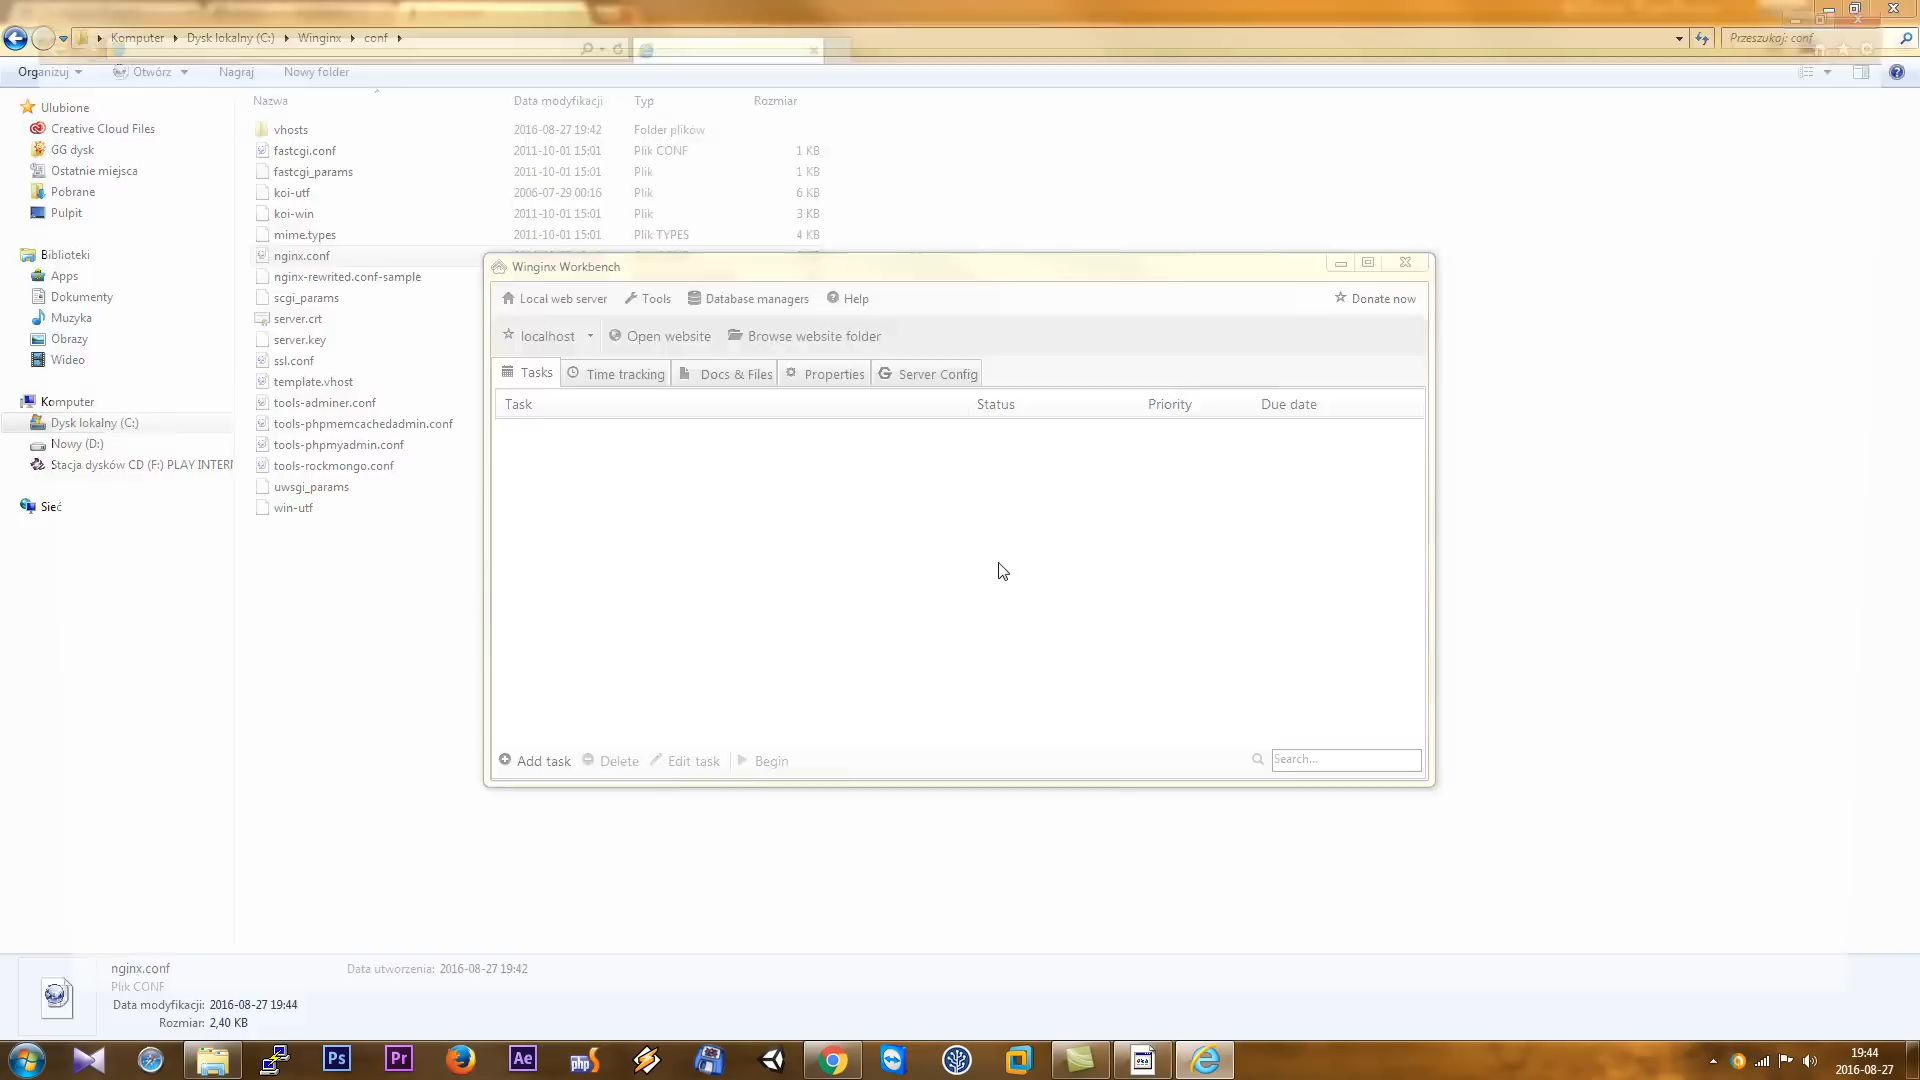 Komputer ▸ Dysk lokalny (C:) ▸ Winginx ▸ conf ▸
Przeszukaj: conf
Organizuj Otwórz Nagraj Nowy folder
Nazwa Data modyfikacji Typ Rozmiar
Ulubione
Creative Cloud Files
GG dysk
Ostatnie miejsca
Pobrane
Pulpit
Biblioteki
Apps
Dokumenty
Muzyka
Obrazy
Wideo
Komputer
Dysk lokalny (C:)
Nowy (D:)
Stacja dysków CD (F:) PLAY INTERN
Sieć
vhosts 2016-08-27 19:42 Folder plików
fastcgi.conf 2011-10-01 15:01 Plik CONF 1 KB
fastcgi_params 2011-10-01 15:01 Plik 1 KB
koi-utf 2006-07-29 00:16 Plik 6 KB
koi-win 2011-10-01 15:01 Plik 3 KB
mime.types 2011-10-01 15:01 Plik TYPES 4 KB
nginx.conf
nginx-rewrited.conf-sample
scgi_params
server.crt
server.key
ssl.conf
template.vhost
tools-adminer.conf
tools-phpmemcachedadmin.conf
tools-phpmyadmin.conf
tools-rockmongo.conf
uwsgi_params
win-utf
Winginx Workbench
Local web server Tools Database managers Help Donate now
localhost Open website Browse website folder
Tasks Time tracking Docs & Files Properties Server Config
Task Status Priority Due date
Add task Delete Edit task Begin Search...
nginx.conf Data utworzenia: 2016-08-27 19:42
Plik CONF
Data modyfikacji: 2016-08-27 19:44
Rozmiar: 2,40 KB
Ps Pr Ae php
19:44
2016-08-27